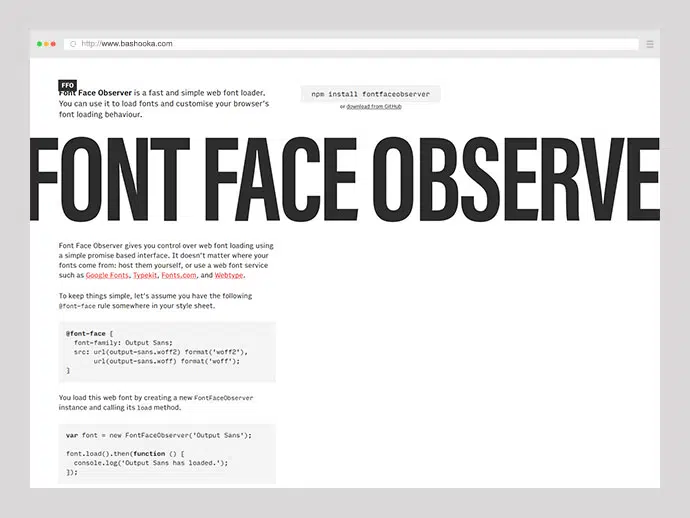 http://www.bashooka.com
FFO
Font Face Observer is a fast and simple web font loader.
You can use it to load fonts and customise your browser's
font loading behaviour.
npm install fontfaceobserver
or download from GitHub
FONT FACE OBSERVE
Font Face Observer gives you control over web font loading using
a simple promise based interface. It doesn't matter where your
fonts come from: host them yourself, or use a web font service
such as Google Fonts, Typekit, Fonts.com, and Webtype.
To keep things simple, let's assume you have the following
@font-face rule somewhere in your style sheet.
@font-face {
font-family: Output Sans;
src: url(output-sans.woff2) format('woff2'),
url(output-sans.woff) format('woff');
}
You load this web font by creating a new FontFaceObserver
instance and calling its load method.
var font = new FontFaceObserver('Output Sans');
font.load().then(function () {
console.log('Output Sans has loaded.');
});